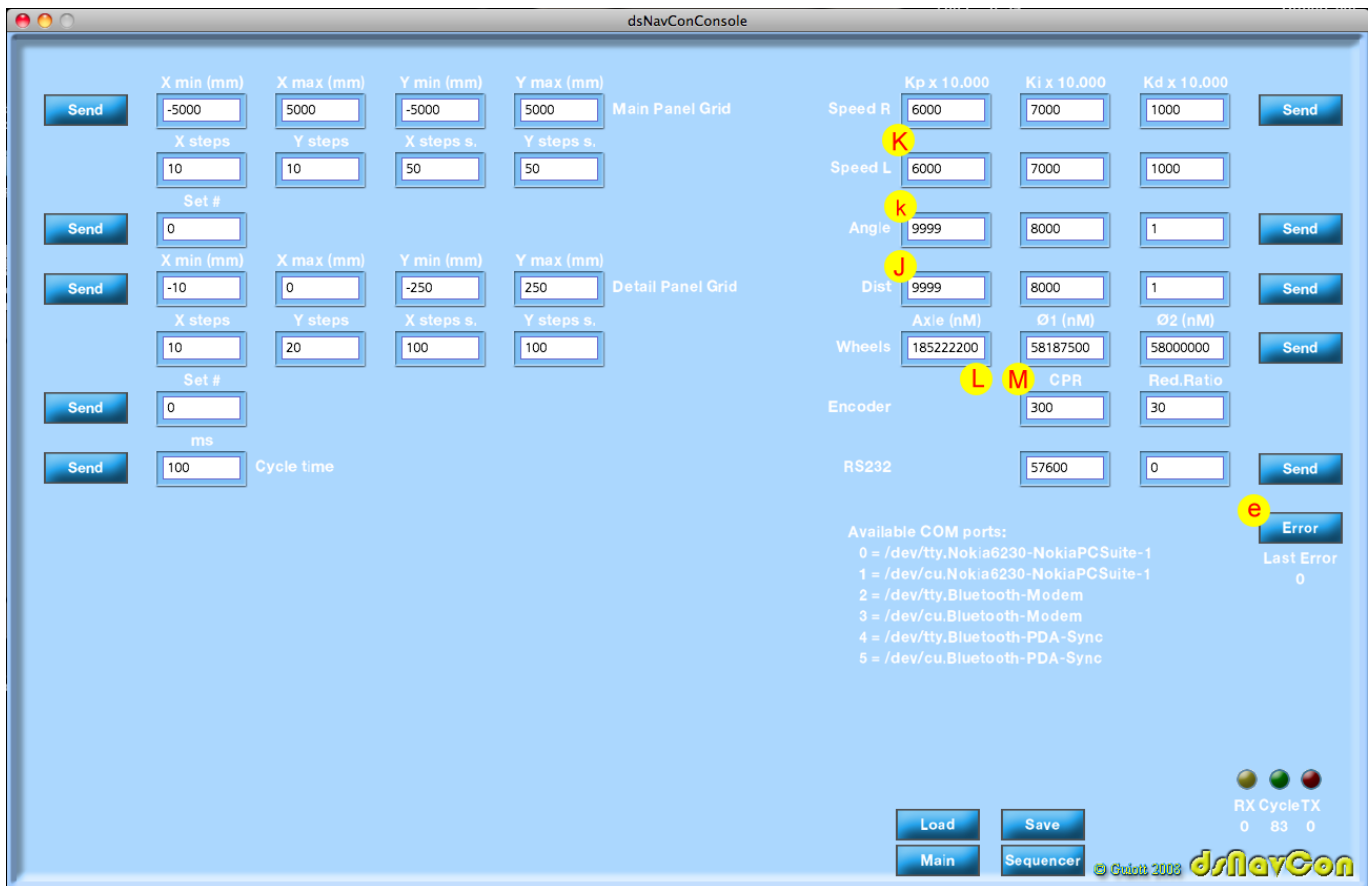 dsNavConConsole
X min (mm) X max (mm) Y min (mm) Y max (mm) Kp x 10.000 Ki x 10.000 Kd x 10.000
Send -5000 5000 -5000 5000 Main Panel Grid Speed R 6000 7000 1000 Send
X steps Y steps X steps s. Y steps s. K
10 10 50 50 Speed L 6000 7000 1000
Set # k
Send 0 Angle 9999 8000 1 Send
X min (mm) X max (mm) Y min (mm) Y max (mm) J
Send -10 0 -250 250 Detail Panel Grid Dist 9999 8000 1 Send
X steps Y steps X steps s. Y steps s. Axle (nM) Ø1 (nM) Ø2 (nM)
10 20 100 100 Wheels 185222200 58187500 58000000 Send
Set # L M CPR Red.Ratio
Send 0 Encoder 300 30
ms
Send 100 Cycle time RS232 57600 0 Send
e
Error
Available COM ports:
0 = /dev/tty.Nokia6230-NokiaPCSuite-1
1 = /dev/cu.Nokia6230-NokiaPCSuite-1
2 = /dev/tty.Bluetooth-Modem
3 = /dev/cu.Bluetooth-Modem
4 = /dev/tty.Bluetooth-PDA-Sync
5 = /dev/cu.Bluetooth-PDA-Sync
Last Error
0
RX Cycle TX
0 83 0
Load Save
Main Sequencer
© Guiott 2008 dsNavCon